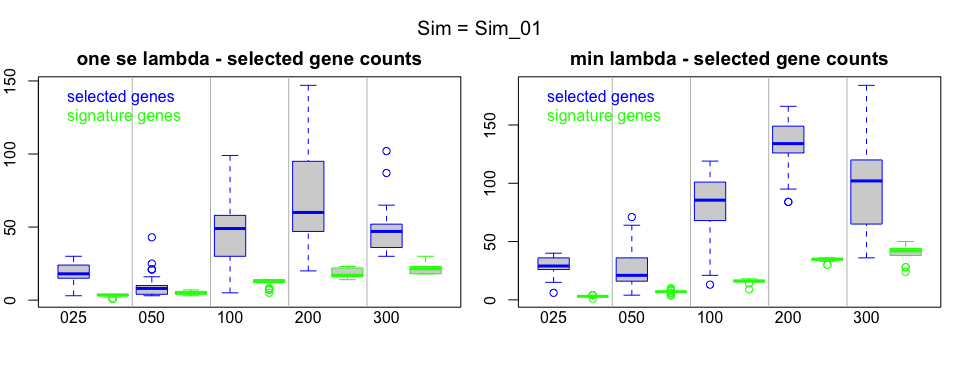 Sim = Sim_01
one se lambda - selected gene counts
selected genes
signature genes
150
100
50
0
025
050
100
200
300
min lambda - selected gene counts
selected genes
signature genes
150
100
50
0
025
050
100
200
300